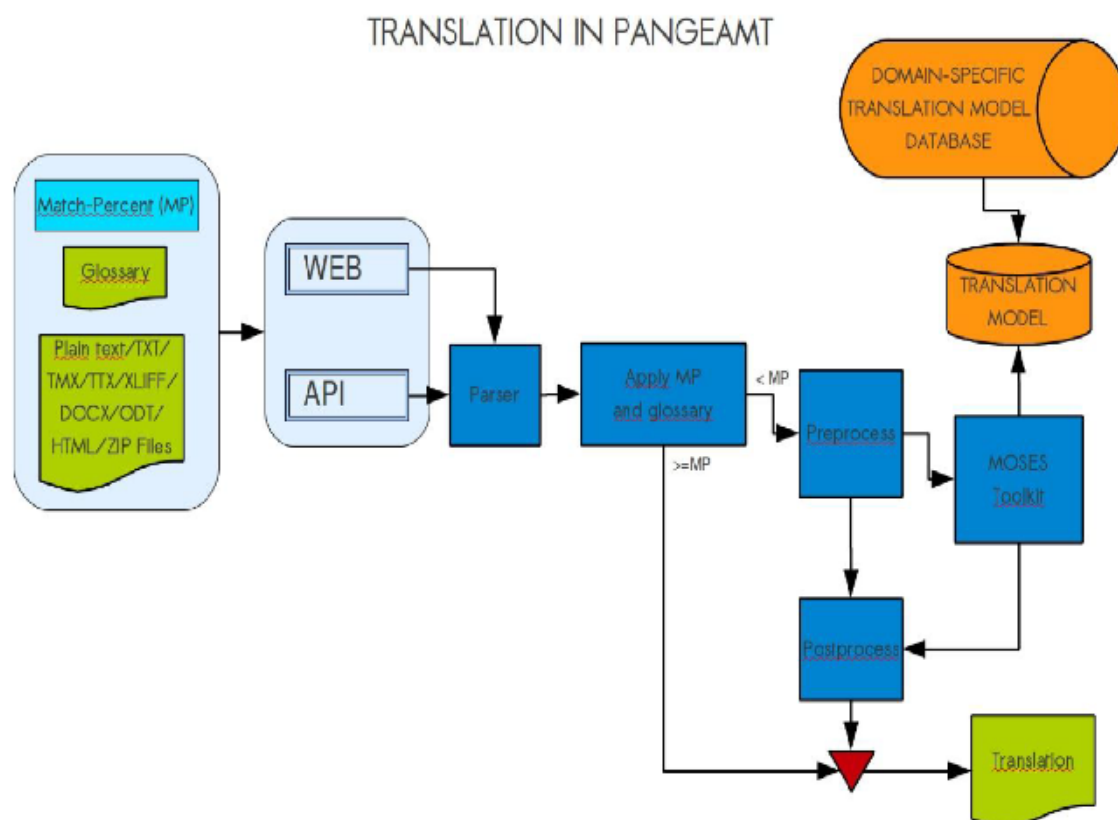 TRANSLATION IN PANGEAMT
DOMAIN-SPECIFIC
TRANSLATION MODEL
DATABASE
Match-Percent (MP)
Glossary
Plain text/TXT/
TMX/TTX/XLIFF/
DOCX/ODT/
HTML/ZIP Files
WEB
API
Parser
Apply MP
and glossary
< MP
>=MP
Preprocess
MOSES
Toolkit
TRANSLATION
MODEL
Postprocess
Translation